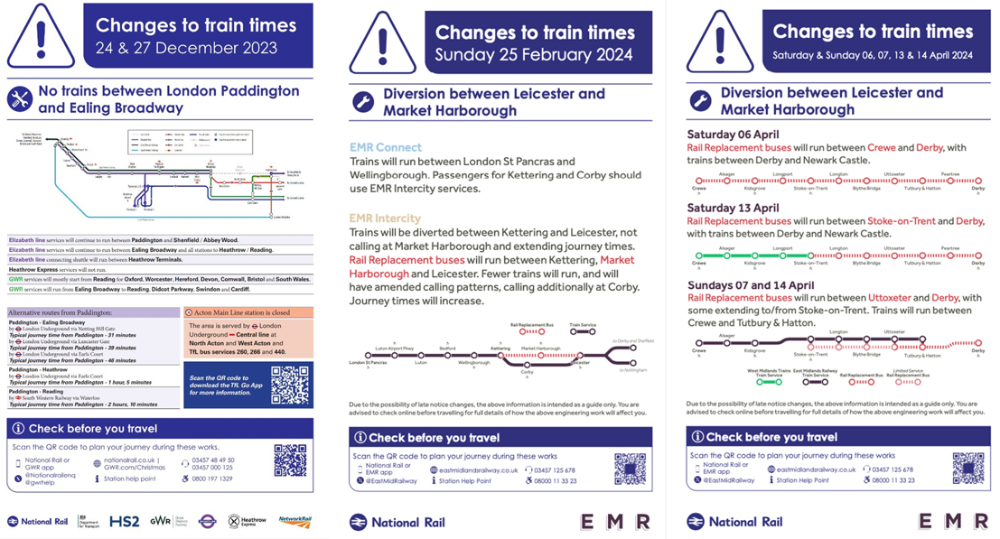 Changes to train times
24 & 27 December 2023
No trains between London Paddington
and Ealing Broadway
Elizabeth line services will continue to run between Paddington and Shenfield / Abbey Wood.
Elizabeth line services will continue to run between Ealing Broadway and all stations to Heathrow / Reading.
Elizabeth line connecting shuttle will run between Heathrow Terminals.
Heathrow Express services will not run.
GWR services will mostly start from Reading for Oxford, Worcester, Hereford, Devon, Cornwall, Bristol and South Wales.
GWR services will run from Ealing Broadway to Reading, Didcot Parkway, Swindon and Cardiff.
Alternative routes from Paddington:
Paddington - Ealing Broadway
by London Underground via Notting Hill Gate
Typical journey time from Paddington - 31 minutes
by London Underground via Lancaster Gate
Typical journey time from Paddington - 39 minutes
by London Underground via Earls Court
Typical journey time from Paddington - 46 minutes
Paddington - Heathrow
by London Underground via Earls Court
Typical journey time from Paddington - 1 hour, 5 minutes
Paddington - Reading
by South Western Railway via Waterloo
Typical journey time from Paddington - 2 hours, 10 minutes
Acton Main Line station is closed
The area is served by London
Underground Central line at
North Acton and West Acton and
TfL bus services 260, 266 and 440.
Scan the QR code to
download the TfL Go App
for more information.
Check before you travel
Scan the QR code to plan your journey during these works.
National Rail or
GWR app
@Nationalrailenq
@gwrhelp
nationalrail.co.uk |
GWR.com/Christmas
Station help point
03457 48 49 50
03457 000 125
0800 197 1329
National Rail
Department
for Transport
HS2
GWR
Great
Western
Railway
Heathrow
Express
NetworkRail
Changes to train times
Sunday 25 February 2024
Diversion between Leicester and
Market Harborough
EMR Connect
Trains will run between London St Pancras and
Wellingborough. Passengers for Kettering and Corby should
use EMR Intercity services.
EMR Intercity
Trains will be diverted between Kettering and Leicester, not
calling at Market Harborough and extending journey times.
Rail Replacement buses will run between Kettering, Market
Harborough and Leicester. Fewer trains will run, and will
have amended calling patterns, calling additionally at Corby.
Journey times will increase.
Rail Replacement Bus
Train Service
to Derby and Sheffield
Luton Airport Pkwy
Bedford
Kettering
Market Harborough
London St Pancras
Luton
Wellingborough
Corby
Leicester
to Nottingham
Due to the possibility of late notice changes, the above information is intended as a guide only. You are
advised to check online before travelling for full details of how the above engineering work will affect you.
Check before you travel
Scan the QR code to plan your journey during these works.
National Rail or
EMR app
@EastMidRailway
eastmidlandsrailway.co.uk
Station Help Point
03457 125 678
08000 11 33 23
National Rail
EMR
Changes to train times
Saturday & Sunday 06, 07, 13 & 14 April 2024
Diversion between Leicester and
Market Harborough
Saturday 06 April
Rail Replacement buses will run between Crewe and Derby, with
trains between Derby and Newark Castle.
Alsager
Longport
Longton
Uttoxeter
Peartree
Crewe
Kidsgrove
Stoke-on-Trent
Blythe Bridge
Tutbury & Hatton
Derby
Saturday 13 April
Rail Replacement buses will run between Stoke-on-Trent and Derby,
with trains between Derby and Newark Castle.
Alsager
Longport
Longton
Uttoxeter
Peartree
Crewe
Kidsgrove
Stoke-on-Trent
Blythe Bridge
Tutbury & Hatton
Derby
Sundays 07 and 14 April
Rail Replacement buses will run between Uttoxeter and Derby, with
some extending to/from Stoke-on-Trent. Trains will run between
Crewe and Tutbury & Hatton.
Alsager
Longport
Longton
Uttoxeter
Peartree
Crewe
Kidsgrove
Stoke-on-Trent
Blythe Bridge
Tutbury & Hatton
Derby
West Midlands Trains
Train Service
East Midlands Railway
Train Service
Rail Replacement Bus
Limited Service
Rail Replacement Bus
Due to the possibility of late notice changes, the above information is intended as a guide only. You are
advised to check online before travelling for full details of how the above engineering work will affect you.
Check before you travel
Scan the QR code to plan your journey during these works.
National Rail or
EMR app
@EastMidRailway
eastmidlandsrailway.co.uk
Station Help Point
03457 125 678
08000 11 33 23
National Rail
EMR